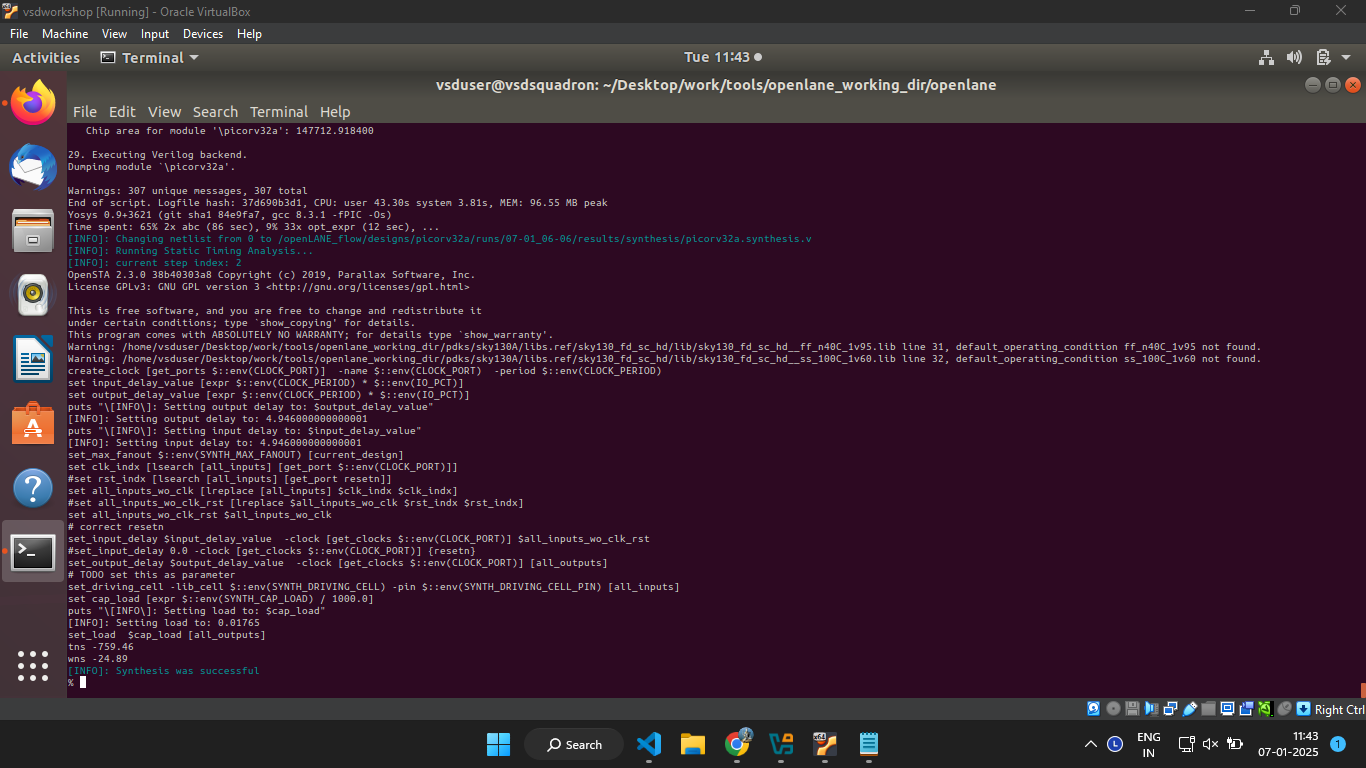 vsdworkshop [Running] - Oracle VirtualBox
File Machine View Input Devices Help
Activities Terminal Tue 11:43
vsduser@vsdsquadron: ~/Desktop/work/tools/openlane_working_dir/openlane
File Edit View Search Terminal Help
Chip area for module '\picorv32a': 147712.918400
29. Executing Verilog backend.
Dumping module `\picorv32a'.
Warnings: 307 unique messages, 307 total
End of script. Logfile hash: 37d690b3d1, CPU: user 43.30s system 3.81s, MEM: 96.55 MB peak
Yosys 0.9+3621 (git sha1 84e9fa7, gcc 8.3.1 -fPIC -Os)
Time spent: 65% 2x abc (86 sec), 9% 33x opt_expr (12 sec), ...
[INFO]: Changing netlist from 0 to /openLANE_flow/designs/picorv32a/runs/07-01_06-06/results/synthesis/picorv32a.synthesis.v
[INFO]: Running Static Timing Analysis...
[INFO]: current step index: 2
OpenSTA 2.3.0 38b40303a8 Copyright (c) 2019, Parallax Software, Inc.
License GPLv3: GNU GPL version 3 <http://gnu.org/licenses/gpl.html>
This is free software, and you are free to change and redistribute it
under certain conditions; type `show_copying' for details.
This program comes with ABSOLUTELY NO WARRANTY; for details type `show_warranty'.
Warning: /home/vsduser/Desktop/work/tools/openlane_working_dir/pdks/sky130A/libs.ref/sky130_fd_sc_hd/lib/sky130_fd_sc_hd__ff_n40C_1v95.lib line 31, default_operating_condition ff_n40C_1v95 not found.
Warning: /home/vsduser/Desktop/work/tools/openlane_working_dir/pdks/sky130A/libs.ref/sky130_fd_sc_hd/lib/sky130_fd_sc_hd__ss_100C_1v60.lib line 32, default_operating_condition ss_100C_1v60 not found.
create_clock [get_ports $::env(CLOCK_PORT)]  -name $::env(CLOCK_PORT)  -period $::env(CLOCK_PERIOD)
set input_delay_value [expr $::env(CLOCK_PERIOD) * $::env(IO_PCT)]
set output_delay_value [expr $::env(CLOCK_PERIOD) * $::env(IO_PCT)]
puts "\[INFO\]: Setting output delay to: $output_delay_value"
[INFO]: Setting output delay to: 4.946000000000001
puts "\[INFO\]: Setting input delay to: $input_delay_value"
[INFO]: Setting input delay to: 4.946000000000001
set_max_fanout $::env(SYNTH_MAX_FANOUT) [current_design]
set clk_indx [lsearch [all_inputs] [get_port $::env(CLOCK_PORT)]]
#set rst_indx [lsearch [all_inputs] [get_port resetn]]
set all_inputs_wo_clk [lreplace [all_inputs] $clk_indx $clk_indx]
#set all_inputs_wo_clk_rst [lreplace $all_inputs_wo_clk $rst_indx $rst_indx]
set all_inputs_wo_clk_rst $all_inputs_wo_clk
# correct resetn
set_input_delay $input_delay_value  -clock [get_clocks $::env(CLOCK_PORT)] $all_inputs_wo_clk_rst
#set_input_delay 0.0 -clock [get_clocks $::env(CLOCK_PORT)] {resetn}
set_output_delay $output_delay_value  -clock [get_clocks $::env(CLOCK_PORT)] [all_outputs]
# TODO set this as parameter
set_driving_cell -lib_cell $::env(SYNTH_DRIVING_CELL) -pin $::env(SYNTH_DRIVING_CELL_PIN) [all_inputs]
set cap_load [expr $::env(SYNTH_CAP_LOAD) / 1000.0]
puts "\[INFO\]: Setting load to: $cap_load"
[INFO]: Setting load to: 0.01765
set_load  $cap_load [all_outputs]
tns -759.46
wns -24.89
[INFO]: Synthesis was successful
%
Right Ctrl
Search
ENG
IN
11:43
07-01-2025
1